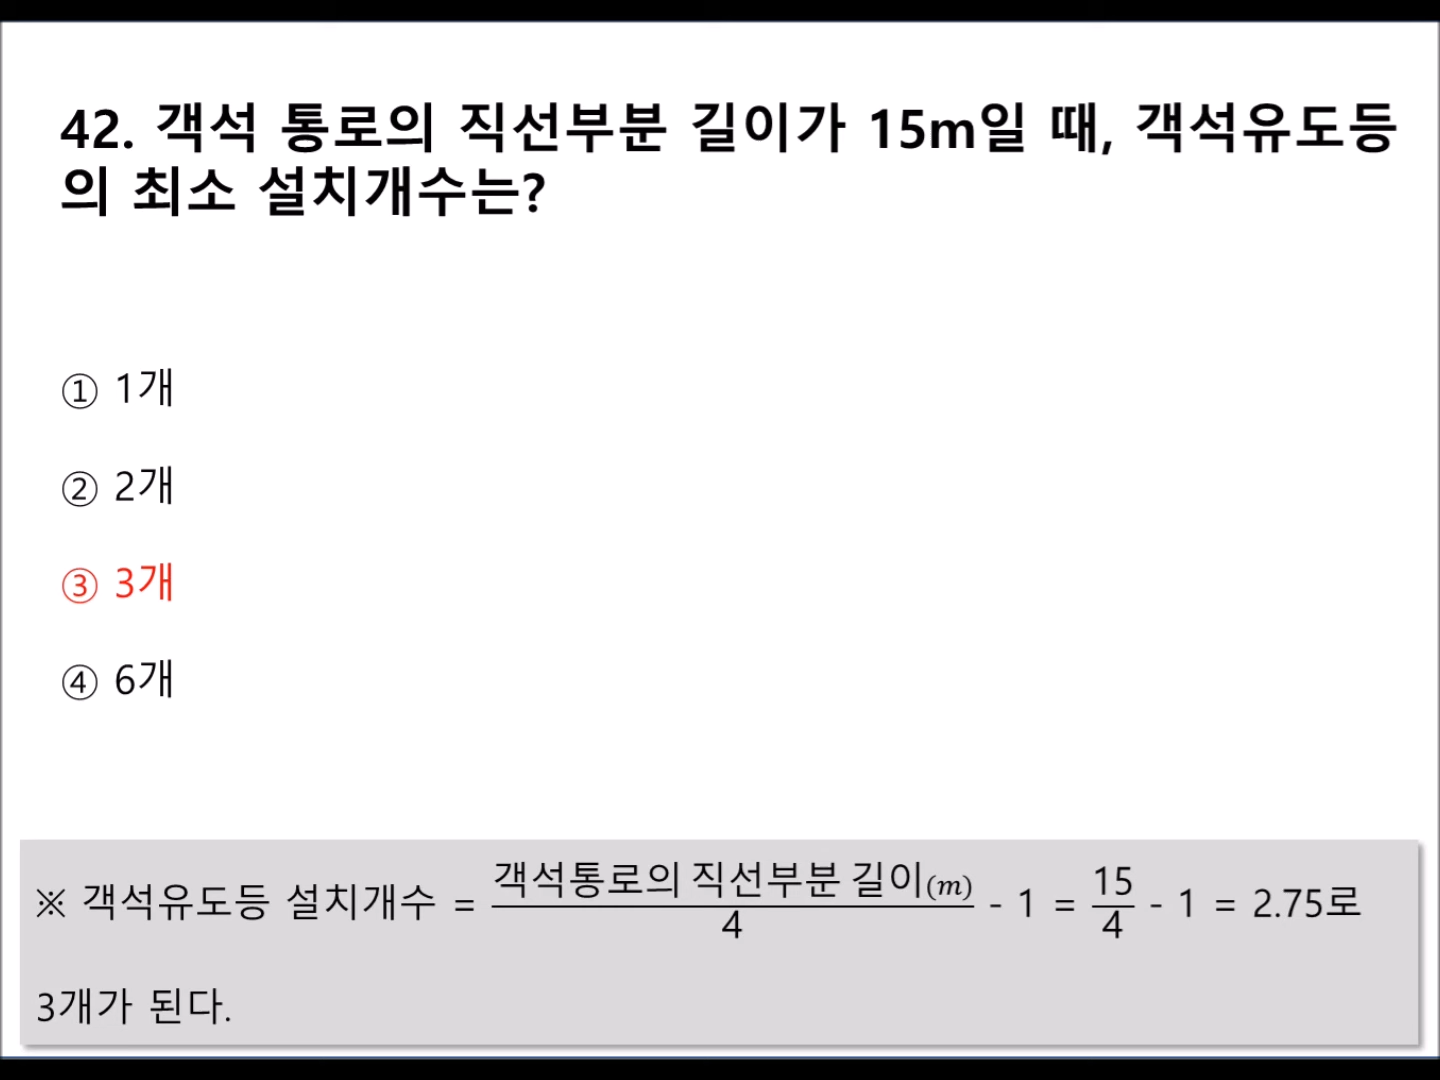 42. 객석 통로의 직선부분 길이가 15m일 때, 객석유도등
의 최소 설치개수는?
① 1개
② 2개
③ 3개
④ 6개
※ 객석유도등 설치개수 = 객석통로의 직선부분 길이(m)/4 - 1 = 15/4 - 1 = 2.75로
3개가 된다.